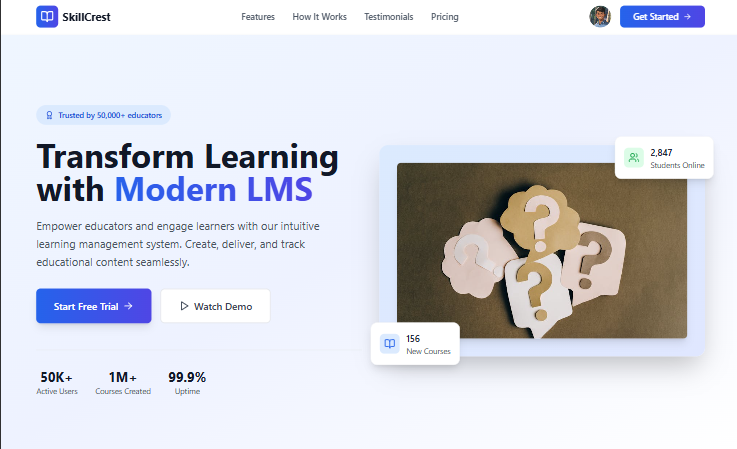 SkillCrest
Features
How It Works
Testimonials
Pricing
Get Started
Trusted by 50,000+ educators
Transform Learning
with Modern LMS
Empower educators and engage learners with our intuitive
learning management system. Create, deliver, and track
educational content seamlessly.
Start Free Trial
Watch Demo
50K+
Active Users
1M+
Courses Created
99.9%
Uptime
2,847
Students Online
?
?
?
?
156
New Courses